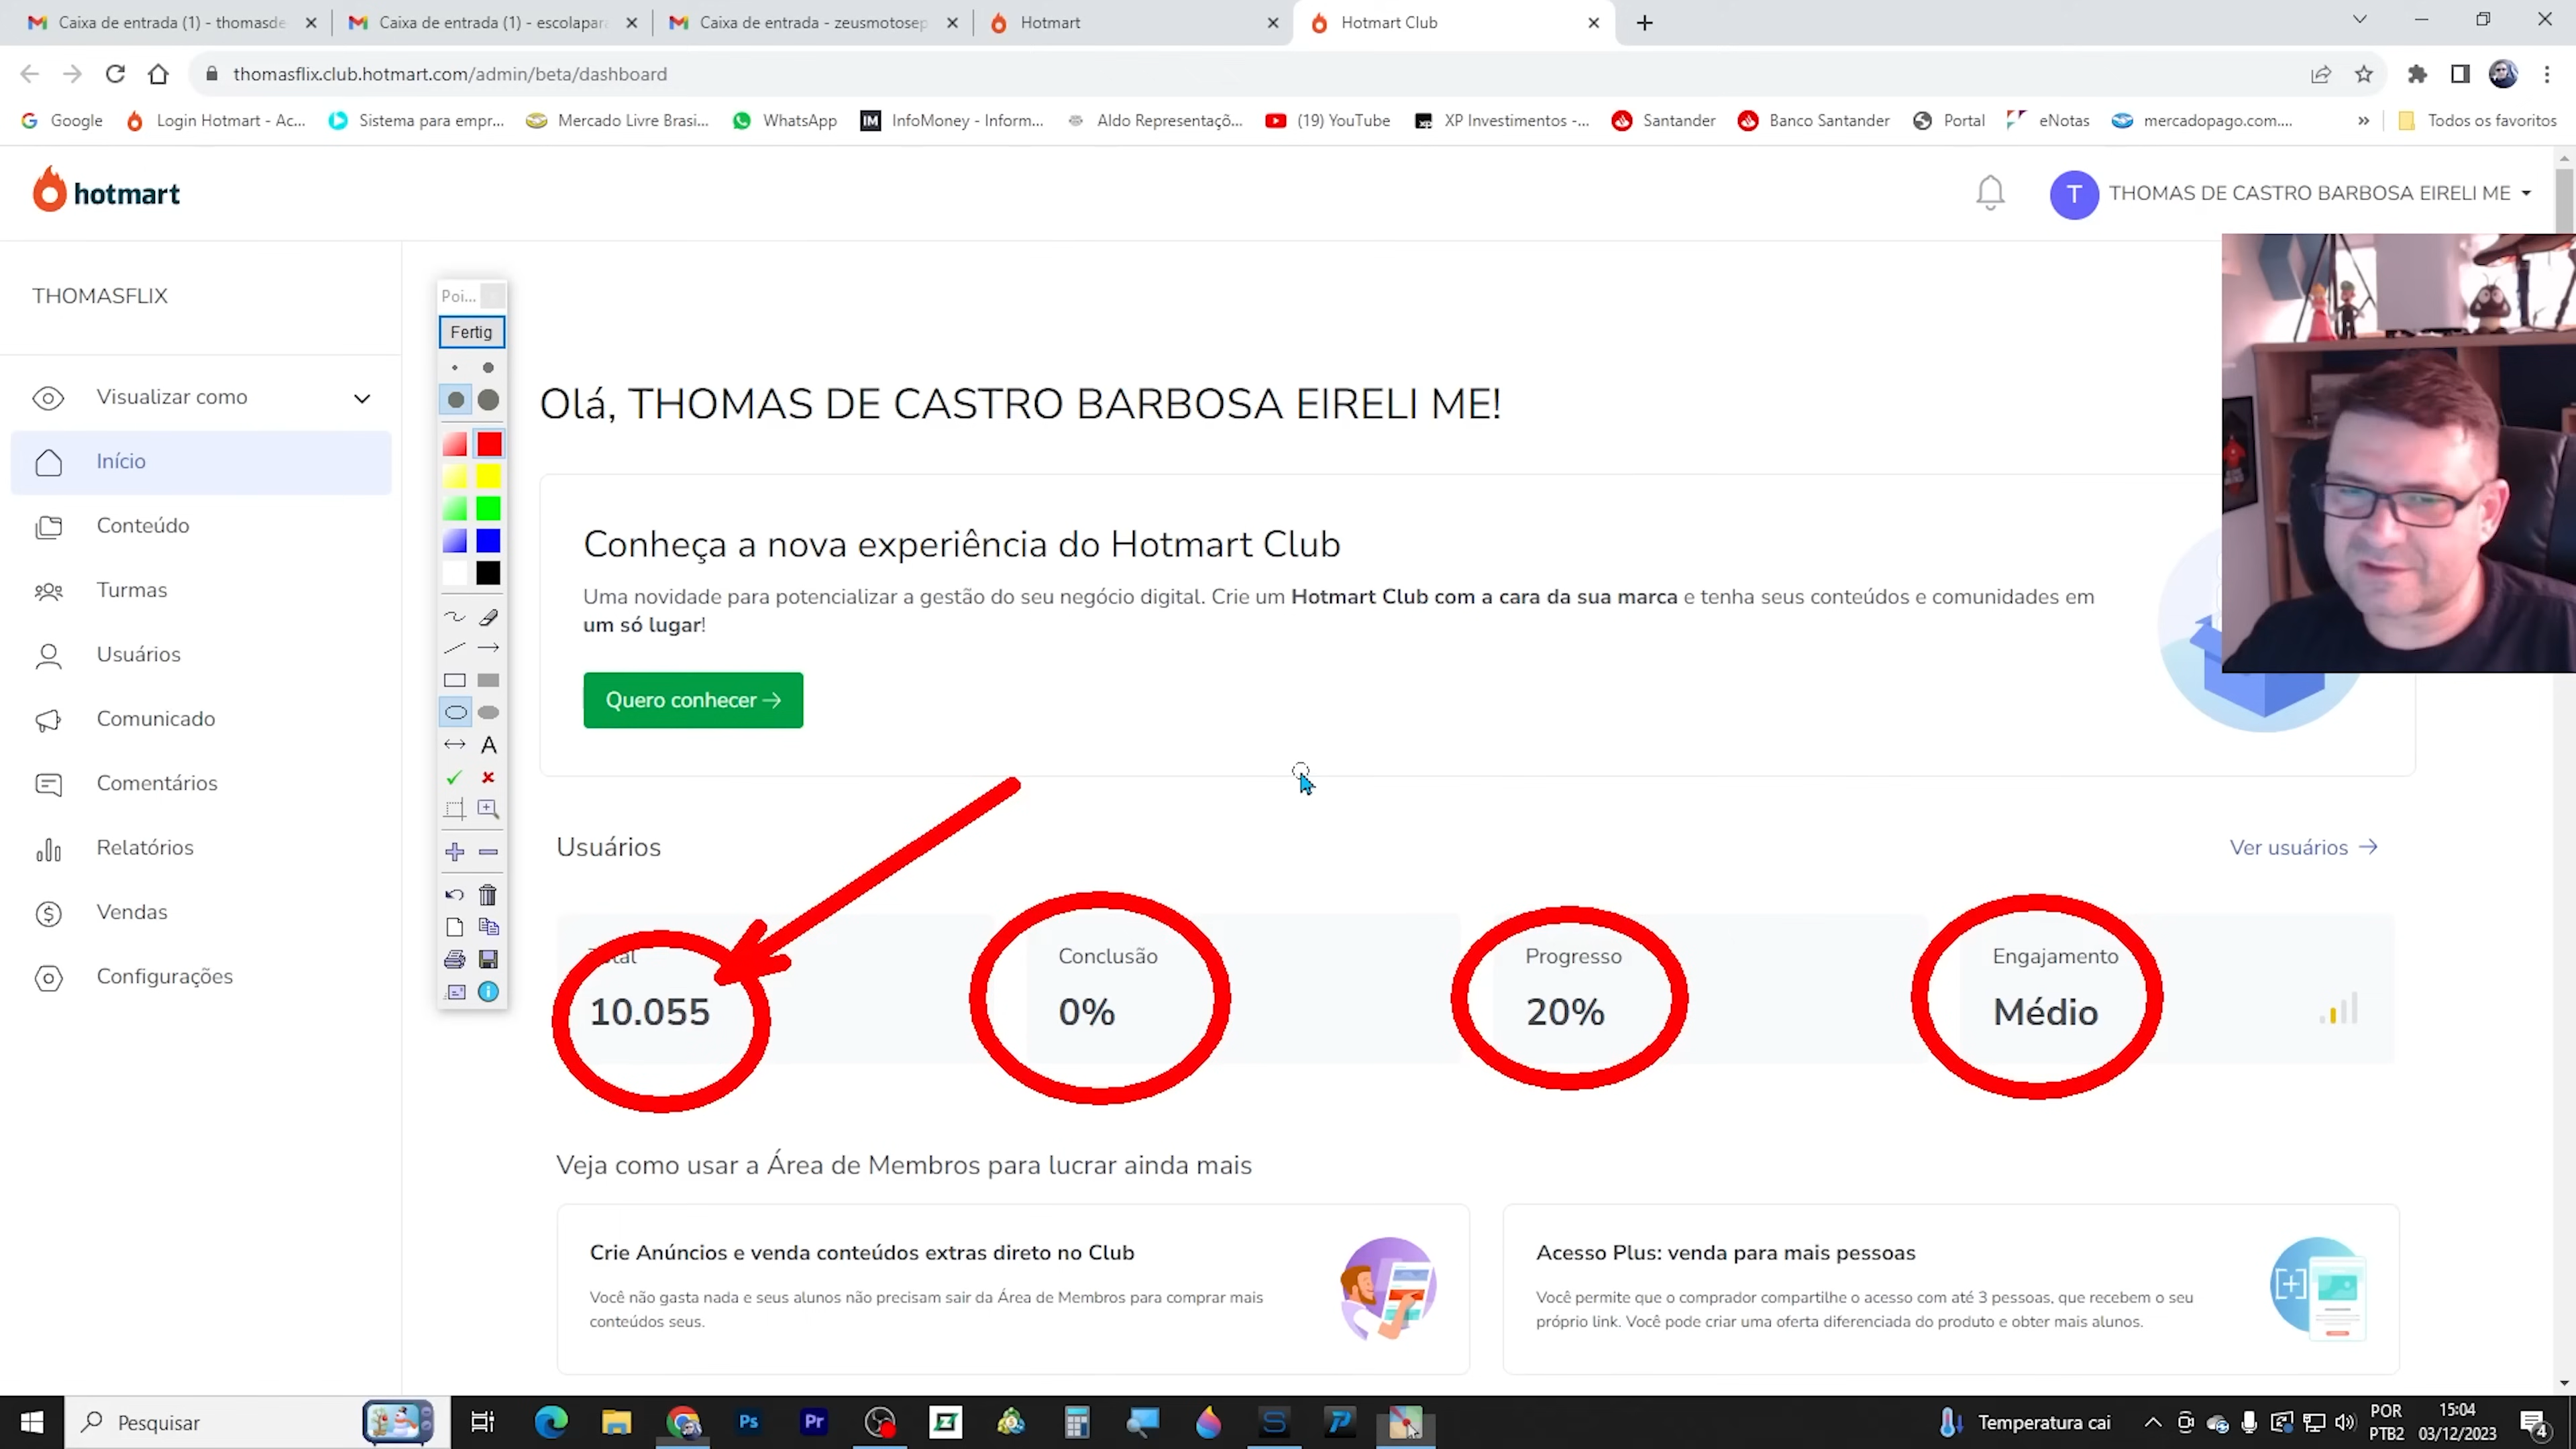 Caixa de entrada (1) - thomasde
Caixa de entrada (1) - escolapar
Caixa de entrada - zeusmotosep
Hotmart
Hotmart Club
thomasflix.club.hotmart.com/admin/beta/dashboard
Google
Login Hotmart - Ac...
Sistema para empr...
Mercado Livre Brasi...
WhatsApp
IM
InfoMoney - Inform...
Aldo Representaçõ...
(19) YouTube
XP Investimentos -...
Santander
Banco Santander
Portal
eNotas
mercadopago.com....
»
Todos os favoritos
hotmart
T
THOMAS DE CASTRO BARBOSA EIRELI ME
THOMASFLIX
Visualizar como
Início
Conteúdo
Turmas
Usuários
Comunicado
Comentários
Relatórios
Vendas
Configurações
Poi...
Fertig
A
Olá, THOMAS DE CASTRO BARBOSA EIRELI ME!
Conheça a nova experiência do Hotmart Club
Uma novidade para potencializar a gestão do seu negócio digital. Crie um Hotmart Club com a cara da sua marca e tenha seus conteúdos e comunidades em
um só lugar!
Quero conhecer →
Usuários
Ver usuários →
Total
10.055
Conclusão
0%
Progresso
20%
Engajamento
Médio
Veja como usar a Área de Membros para lucrar ainda mais
Crie Anúncios e venda conteúdos extras direto no Club
Você não gasta nada e seus alunos não precisam sair da Área de Membros para comprar mais
conteúdos seus.
Acesso Plus: venda para mais pessoas
Você permite que o comprador compartilhe o acesso com até 3 pessoas, que recebem o seu
próprio link. Você pode criar uma oferta diferenciada do produto e obter mais alunos.
Pesquisar
Ps
Pr
Temperatura cai
POR
PTB2
15:04
03/12/2023
4